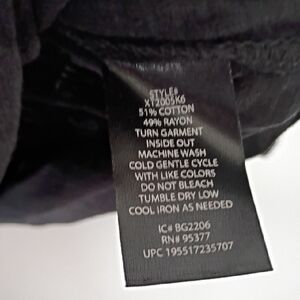 STYLE#
XT2005K6
51% COTTON
49% RAYON
TURN GARMENT
INSIDE OUT
MACHINE WASH
COLD GENTLE CYCLE
WITH LIKE COLORS
DO NOT BLEACH
TUMBLE DRY LOW
COOL IRON AS NEEDED
IC# BG2206
RN# 95377
UPC 195517235707